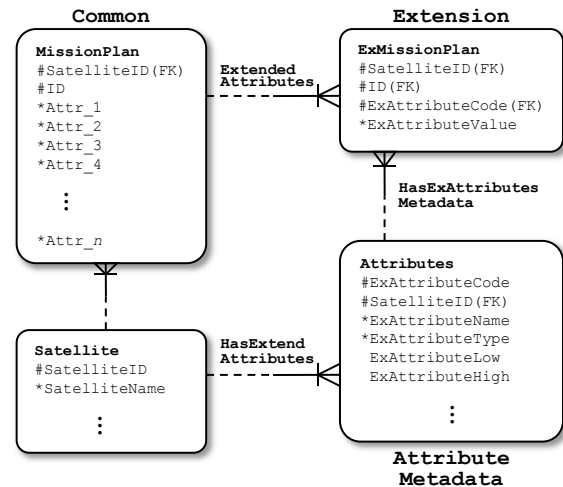 Common
MissionPlan
#SatelliteID(FK)
#ID
*Attr_1
*Attr_2
*Attr_3
*Attr_4
*Attr_n
Extended
Attributes
Extension
ExMissionPlan
#SatelliteID(FK)
#ID(FK)
#ExAttributeCode(FK)
*ExAttributeValue
HasExAttributes
Metadata
Satellite
#SatelliteID
*SatelliteName
HasExtend
Attributes
Attributes
#ExAttributeCode
#SatelliteID(FK)
*ExAttributeName
*ExAttributeType
ExAttributeLow
ExAttributeHigh
Attribute
Metadata